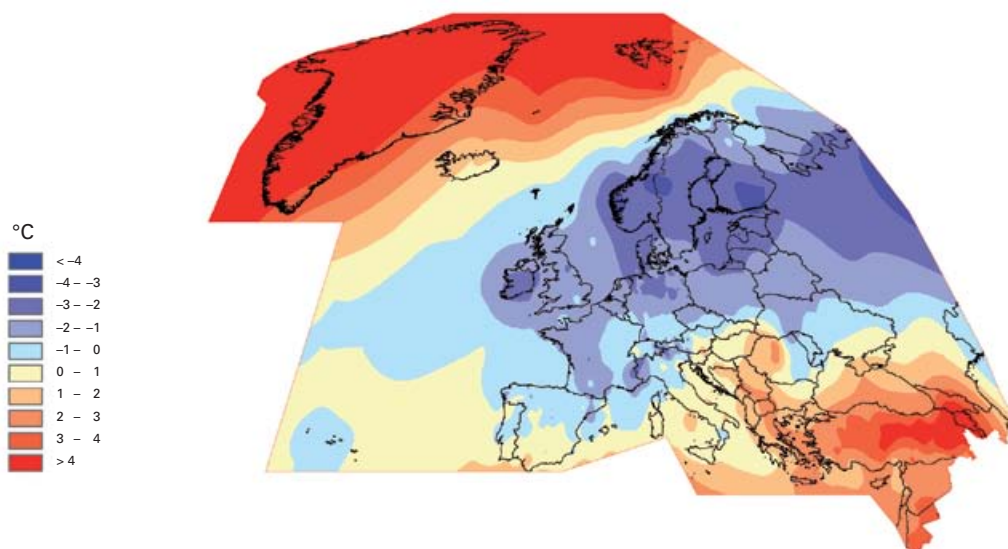 °C
< –4
–4 – –3
–3 – –2
–2 – –1
–1 – 0
0 – 1
1 – 2
2 – 3
3 – 4
> 4